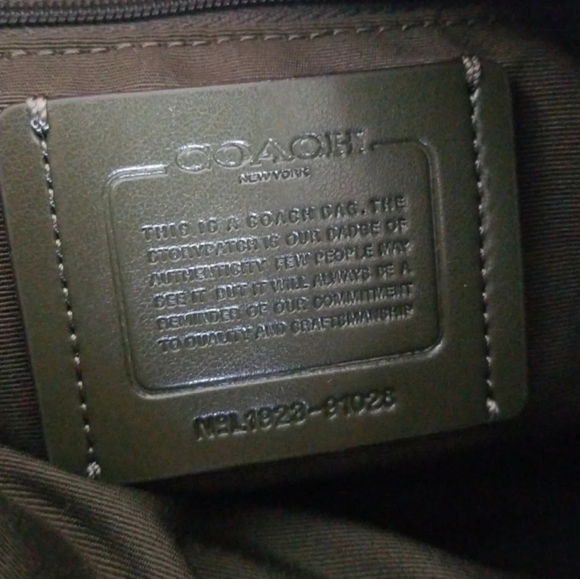 COACH
NEW YORK
THIS IS A COACH BAG. THE
STORYPATCH IS OUR BADGE OF
AUTHENTICITY FEW PEOPLE MAY
SEE IT BUT IT WILL ALWAYS BE A
REMINDER OF OUR COMMITMENT
TO QUALITY AND CRAFTSMANSHIP